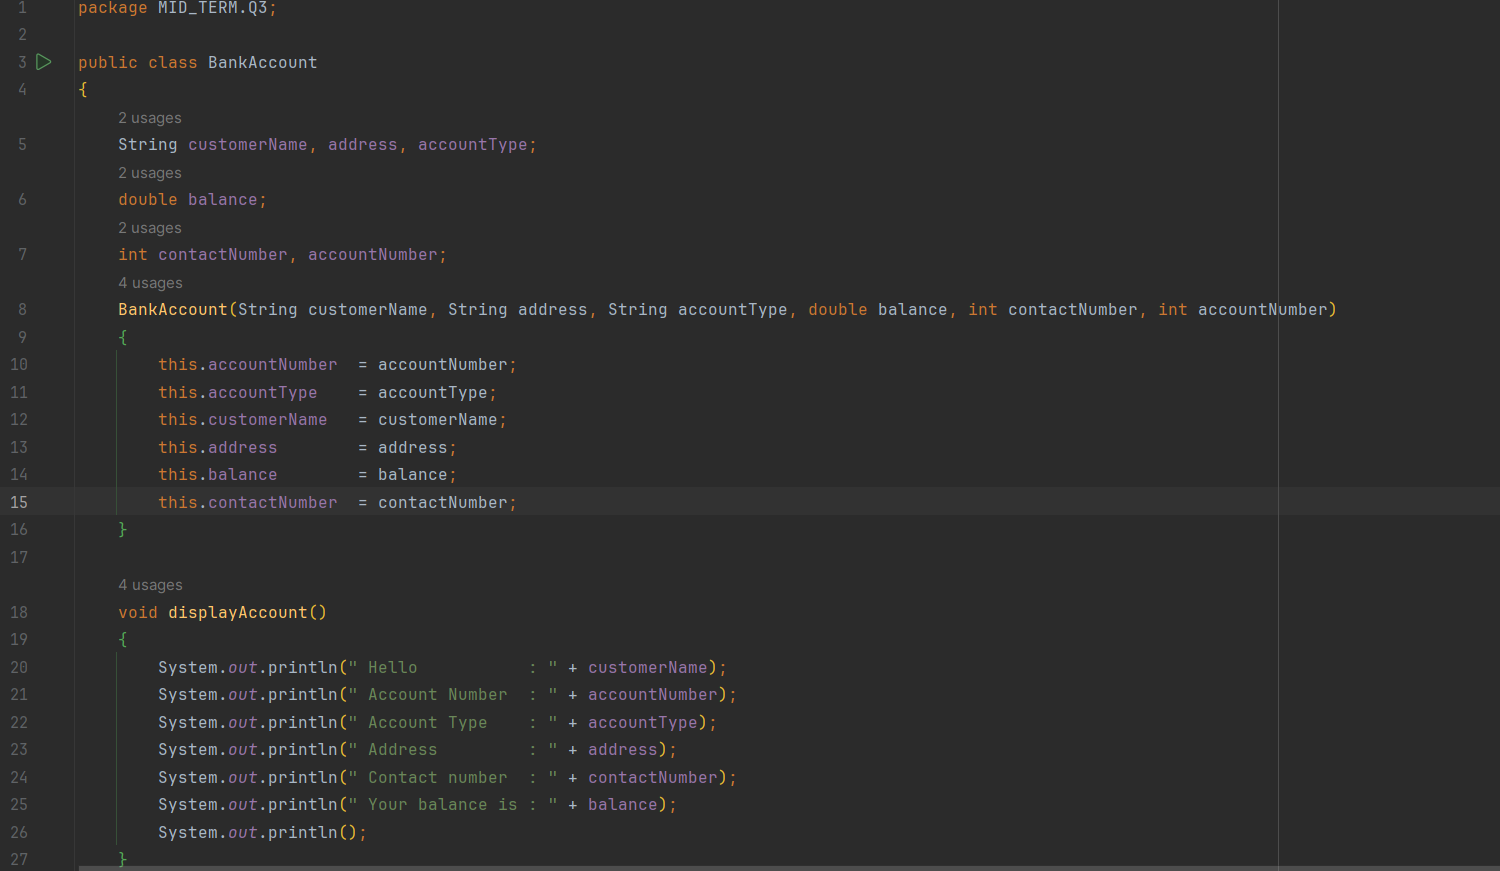 1 package MID_TERM.Q3;
2
3 public class BankAccount
4 {
2 usages
5 String customerName, address, accountType;
2 usages
6 double balance;
2 usages
7 int contactNumber, accountNumber;
4 usages
8 BankAccount(String customerName, String address, String accountType, double balance, int contactNumber, int accountNumber)
9 {
10 this.accountNumber  = accountNumber;
11 this.accountType    = accountType;
12 this.customerName   = customerName;
13 this.address        = address;
14 this.balance        = balance;
15 this.contactNumber  = contactNumber;
16 }
17
4 usages
18 void displayAccount()
19 {
20 System.out.println(" Hello           : " + customerName);
21 System.out.println(" Account Number  : " + accountNumber);
22 System.out.println(" Account Type    : " + accountType);
23 System.out.println(" Address         : " + address);
24 System.out.println(" Contact number  : " + contactNumber);
25 System.out.println(" Your balance is : " + balance);
26 System.out.println();
27 }